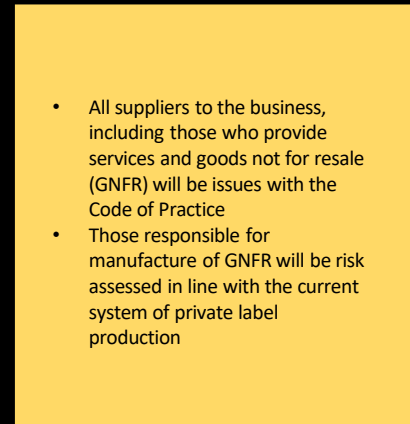 • All suppliers to the business,
including those who provide
services and goods not for resale
(GNFR) will be issues with the
Code of Practice
• Those responsible for
manufacture of GNFR will be risk
assessed in line with the current
system of private label
production